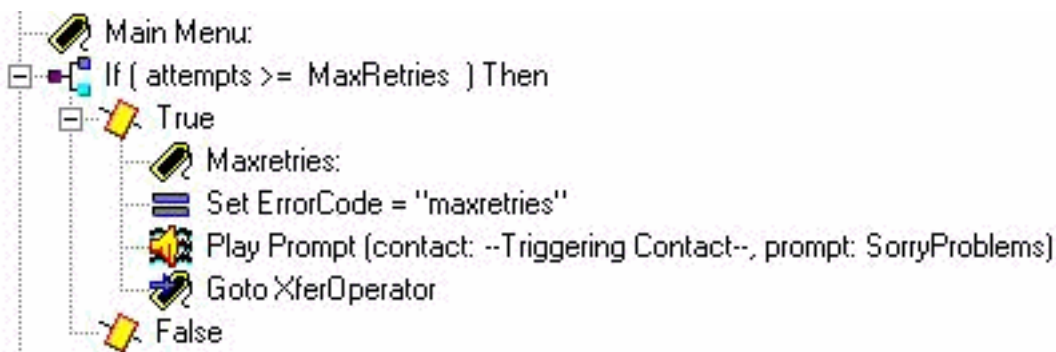 Main Menu:
If ( attempts >= MaxRetries ) Then
True
Maxretries:
Set ErrorCode = "maxretries"
Play Prompt (contact: --Triggering Contact--, prompt: SorryProblems)
Goto XferOperator
False